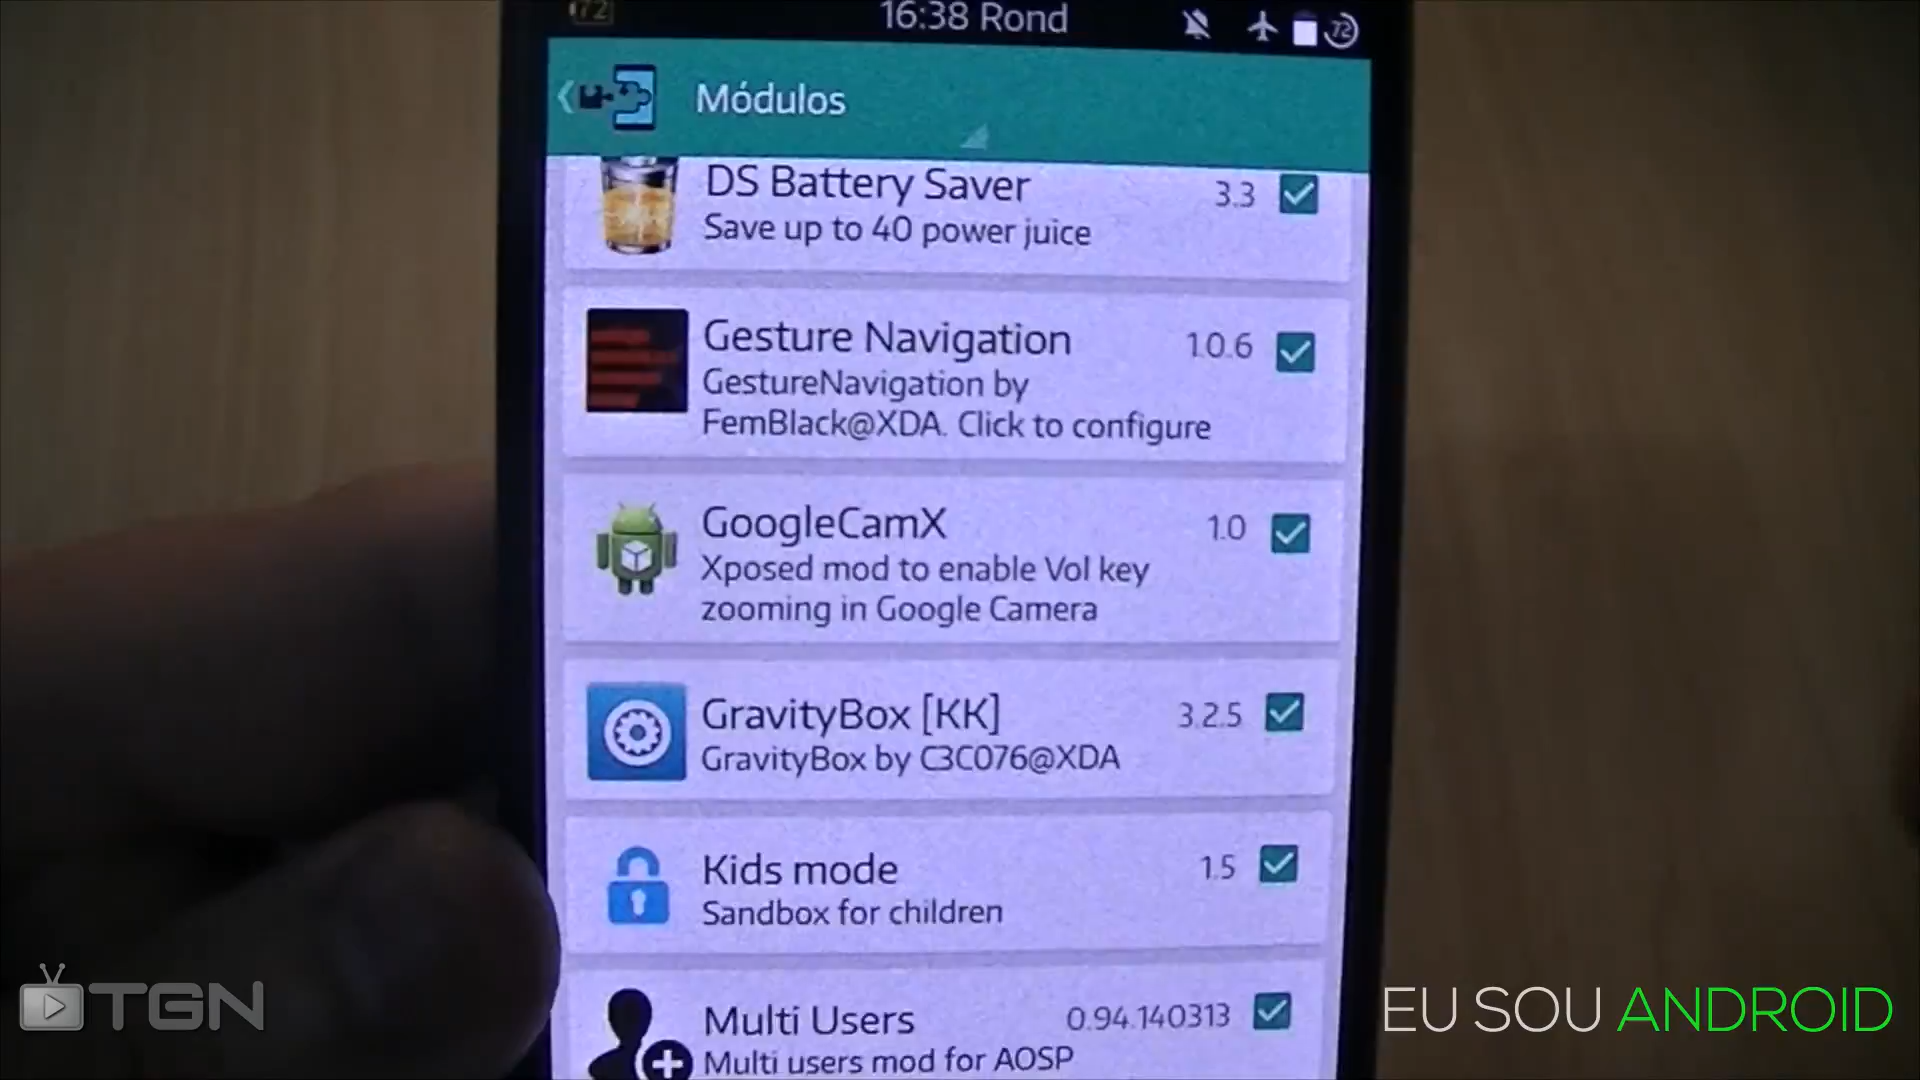 72
16:38 Rond
72
Módulos
DS Battery Saver
3.3
Save up to 40 power juice
Gesture Navigation
1.0.6
GestureNavigation by
FemBlack@XDA. Click to configure
GoogleCamX
1.0
Xposed mod to enable Vol key
zooming in Google Camera
GravityBox [KK]
3.2.5
GravityBox by C3C076@XDA
Kids mode
1.5
Sandbox for children
Multi Users
0.94.140313
Multi users mod for AOSP
TGN
EU SOU ANDROID